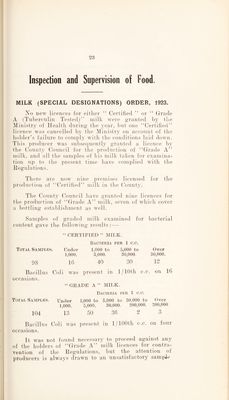 23
Inspection and Supervision of Food.
MILK (SPECIAL DESIGNATIONS) ORDER, 1923.
No new licences for either "Certified" or "Grade
A (Tuberculin Tested)" milk were granted by the
Ministry of Health during the year, but one "Certified"
licence was cancelled by the Ministry on account of the
holder's failure to comply with the conditions laid down.
This producer was subsequently granted a licence by
the County Council for the production of "Grade A"
milk, and all the samples of his milk taken for examina-
tion up to the present time have complied with the
Regulations.
There are now nine premises licensed for the
production of "Certified" milk in the County.
The County Council have granted nine licences for
the production of "Grade A" milk, seven of which cover
a bottling establishment as well.
Samples of graded milk examined for bacterial
content gave the following results:—
"CERTIFIED" MILK.
BACTERIA PER 1 c.c.
TOTAL SAMPLES. Under 1,000 to 5,000 to Over
1,000. 5,000. 30,000. 30,000.
98 16 40 30 12
Bacillus Coli was present in 1/10th c.c. on 16
occasions.
"GRADE A" MILK.
BACTERIA PER 1 c.c.
TOTAL SAMPLES. Under 1,000 to 5,000 to 30,000 to Over
1,000. 5,000. 30,000. 200,000. 200,000
104 13 50 36 2 3
Bacillus Coli was present in 1/100th c.c. on four
occasions.
It was not found necessary to proceed against any
of the holders of "Grade A" milk licences for contra-
vention of the Regulations, but the attention of
producers is always drawn to an unsatisfactory sample